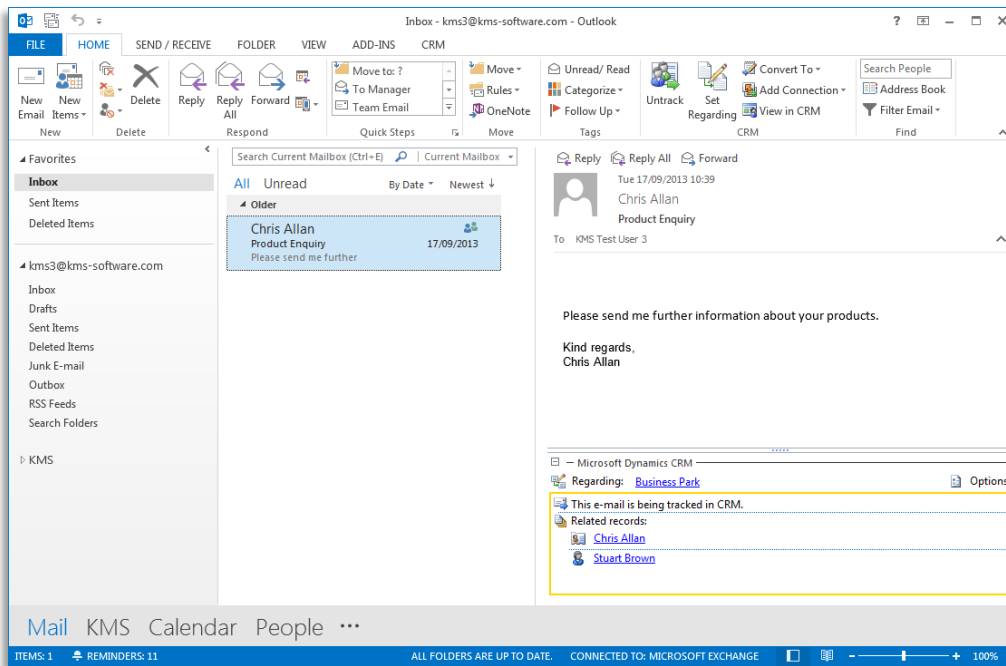 Inbox - kms3@kms-software.com - Outlook
FILE HOME SEND / RECEIVE FOLDER VIEW ADD-INS CRM
New Email
New Items
Delete
Reply
Reply All
Forward
Move to: ?
To Manager
Team Email
Move
Rules
OneNote
Unread/ Read
Categorize
Follow Up
Untrack
Set Regarding
Convert To
Add Connection
View in CRM
Search People
Address Book
Filter Email
New Delete Respond Quick Steps Move Tags CRM Find
Favorites
Inbox
Sent Items
Deleted Items
kms3@kms-software.com
Inbox
Drafts
Sent Items
Deleted Items
Junk E-mail
Outbox
RSS Feeds
Search Folders
KMS
Search Current Mailbox (Ctrl+E) Current Mailbox
All Unread By Date Newest
Older
Chris Allan
Product Enquiry 17/09/2013
Please send me further
Reply Reply All Forward
Tue 17/09/2013 10:39
Chris Allan
Product Enquiry
To KMS Test User 3
Please send me further information about your products.
Kind regards,
Chris Allan
Microsoft Dynamics CRM
Regarding: Business Park Options
This e-mail is being tracked in CRM.
Related records:
Chris Allan
Stuart Brown
Mail KMS Calendar People
ITEMS: 1 REMINDERS: 11 ALL FOLDERS ARE UP TO DATE. CONNECTED TO: MICROSOFT EXCHANGE 100%